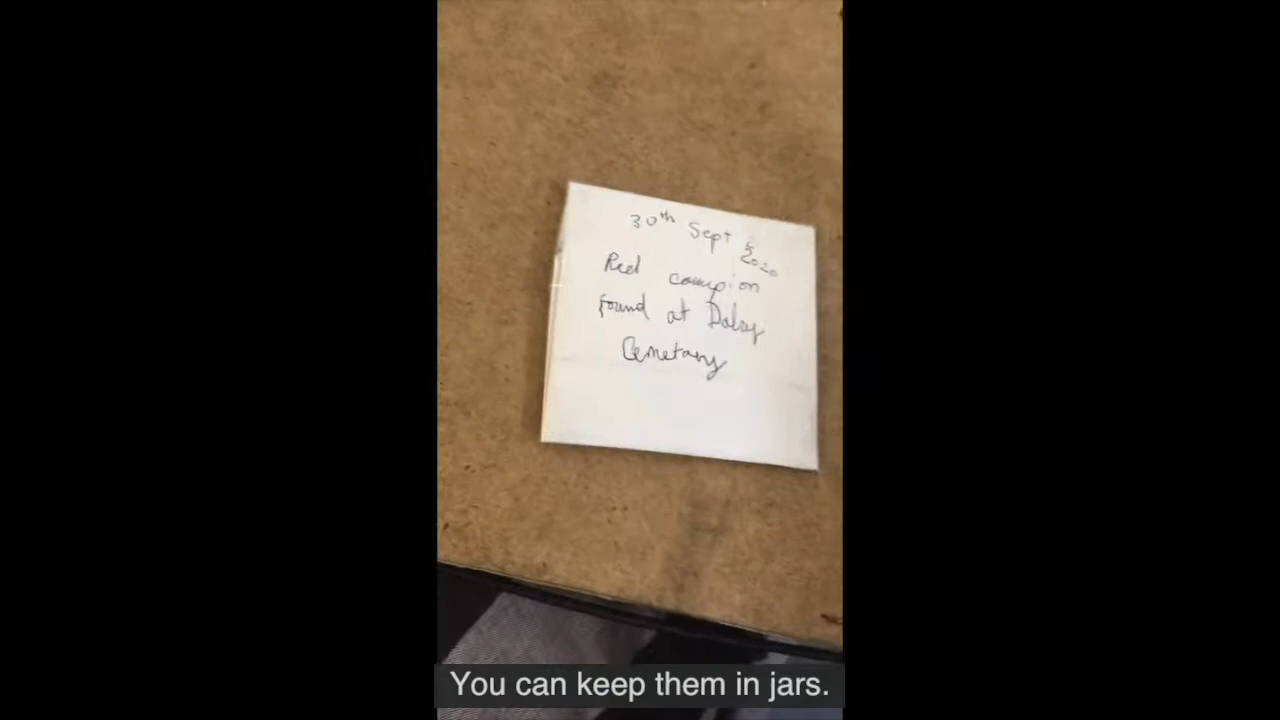 30th Sept
2020
Red campion
found at Dalry
Cemetary
You can keep them in jars.